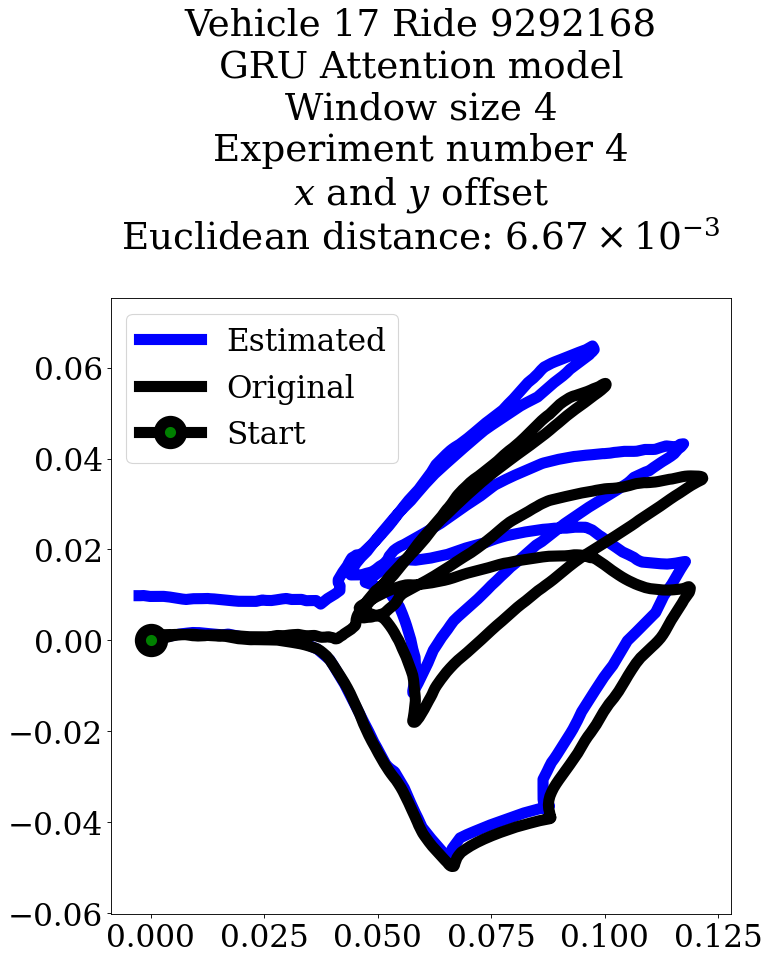 Vehicle 17 Ride 9292168
GRU Attention model
Window size 4
Experiment number 4
x and y offset
Euclidean distance: 6.67 × 10⁻³
Estimated
Original
Start
0.06
0.04
0.02
0.00
−0.02
−0.04
−0.06
0.000 0.025 0.050 0.075 0.100 0.125